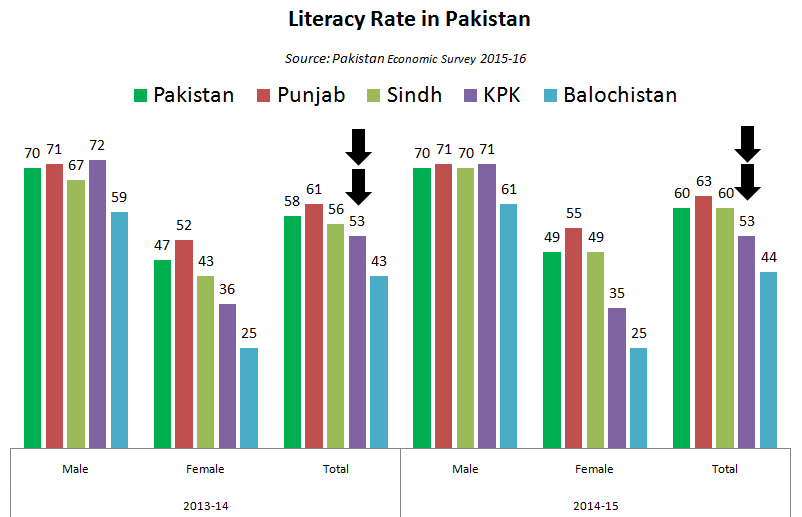 Literacy Rate in Pakistan
Source: Pakistan Economic Survey 2015-16
Pakistan Punjab Sindh KPK Balochistan
70 71 67 72 59
47 52 43 36 25
58 61 56 53 43
70 71 70 71 61
49 55 49 35 25
60 63 60 53 44
Male Female Total Male Female Total
2013-14 2014-15